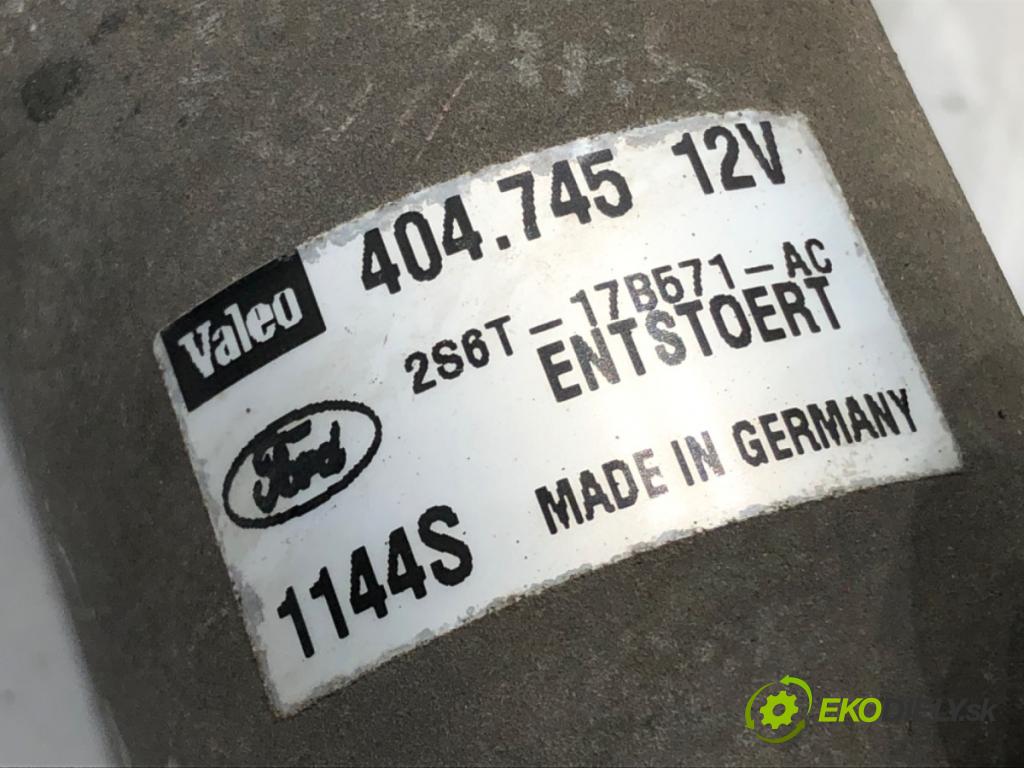 Valeo 404.745 12V
2S6T-17B571-AC
ENTSTOERT
Ford
1144S MADE IN GERMANY
EKODIELY.sk